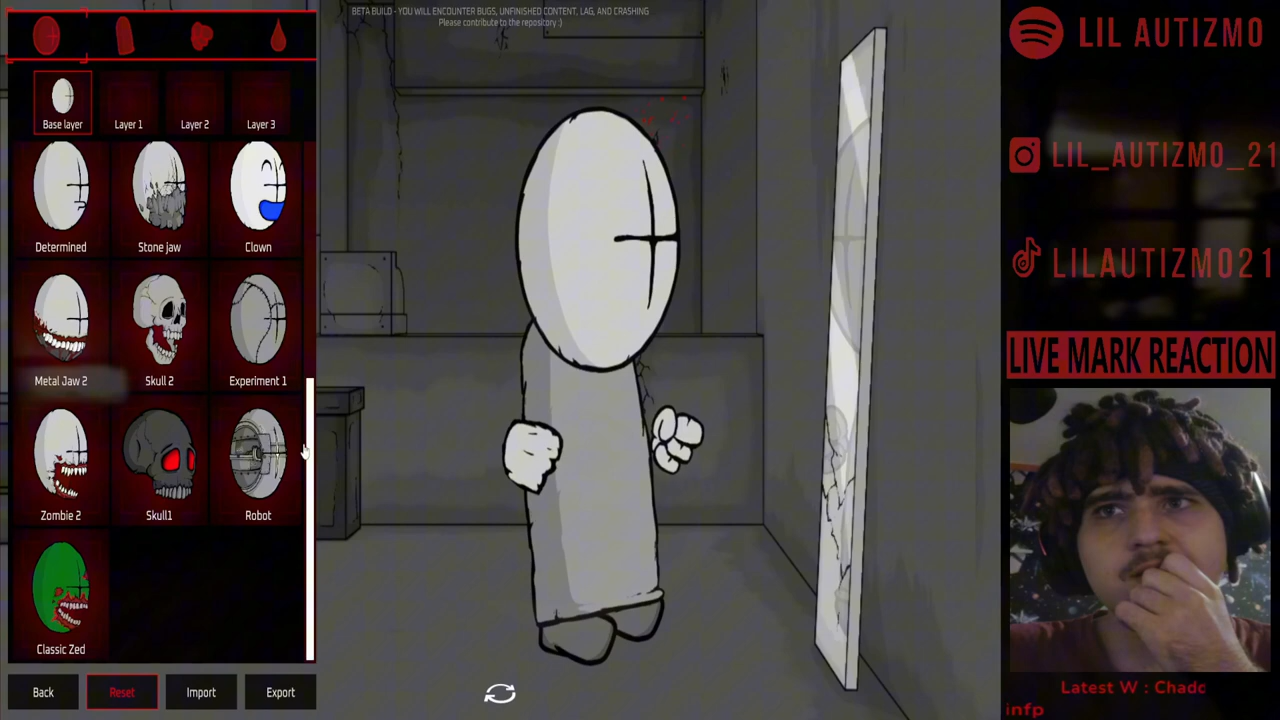 BETA BUILD - YOU WILL ENCOUNTER BUGS, UNFINISHED CONTENT, LAG, AND CRASHING
Please contribute to the repository :)
Base layer
Layer 1
Layer 2
Layer 3
Determined
Stone jaw
Clown
Metal Jaw 2
Skull 2
Experiment 1
Zombie 2
Skull1
Robot
Classic Zed
Back
Reset
Import
Export
LIL AUTIZMO
LIL_AUTIZMO_21
LILAUTIZMO21
LIVE MARK REACTION
Latest W : Chadc
infp